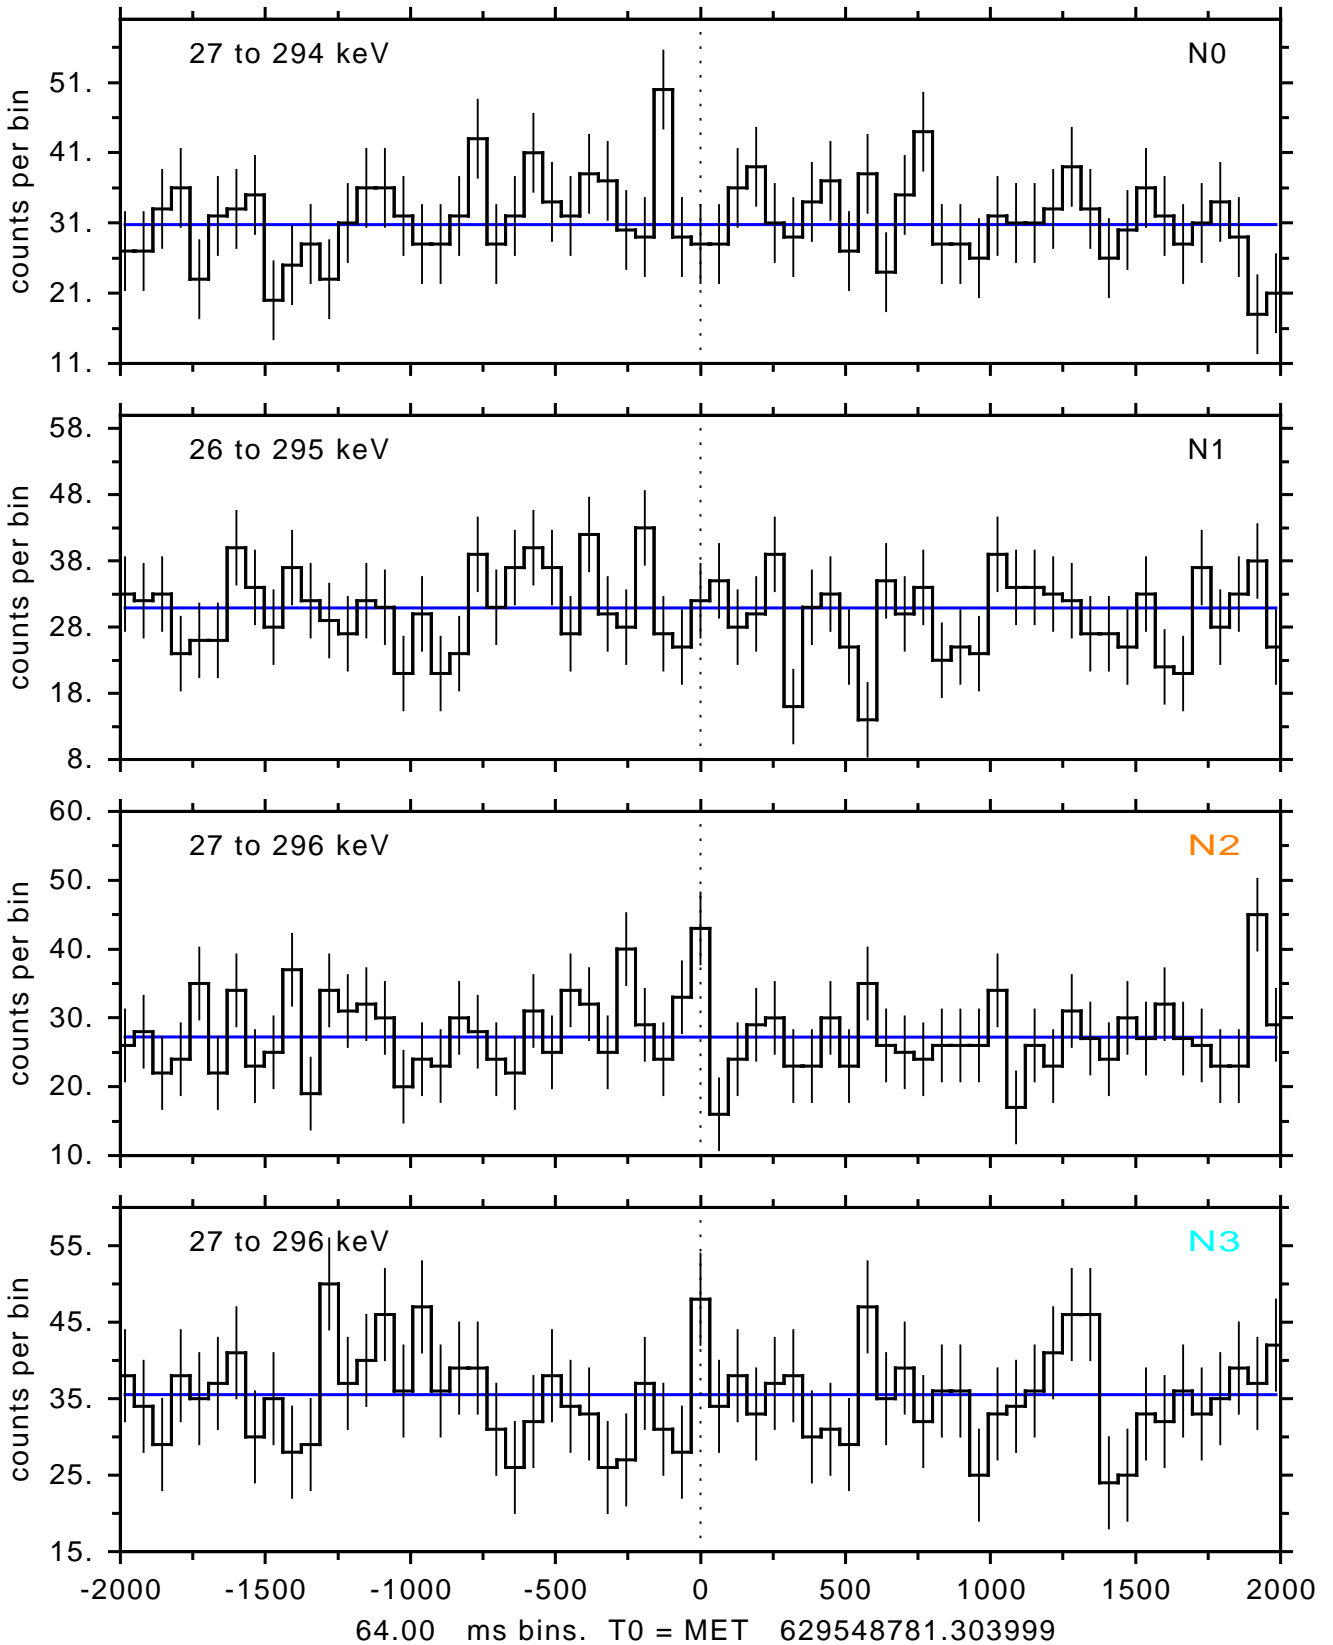 27 to 294 keV N0
counts per bin
51.
41.
31.
21.
11.
26 to 295 keV N1
counts per bin
58.
48.
38.
28.
18.
8.
27 to 296 keV N2
counts per bin
60.
50.
40.
30.
20.
10.
27 to 296 keV N3
counts per bin
55.
45.
35.
25.
15.
-2000 -1500 -1000 -500 0 500 1000 1500 2000
64.00 ms bins. T0 = MET 629548781.303999